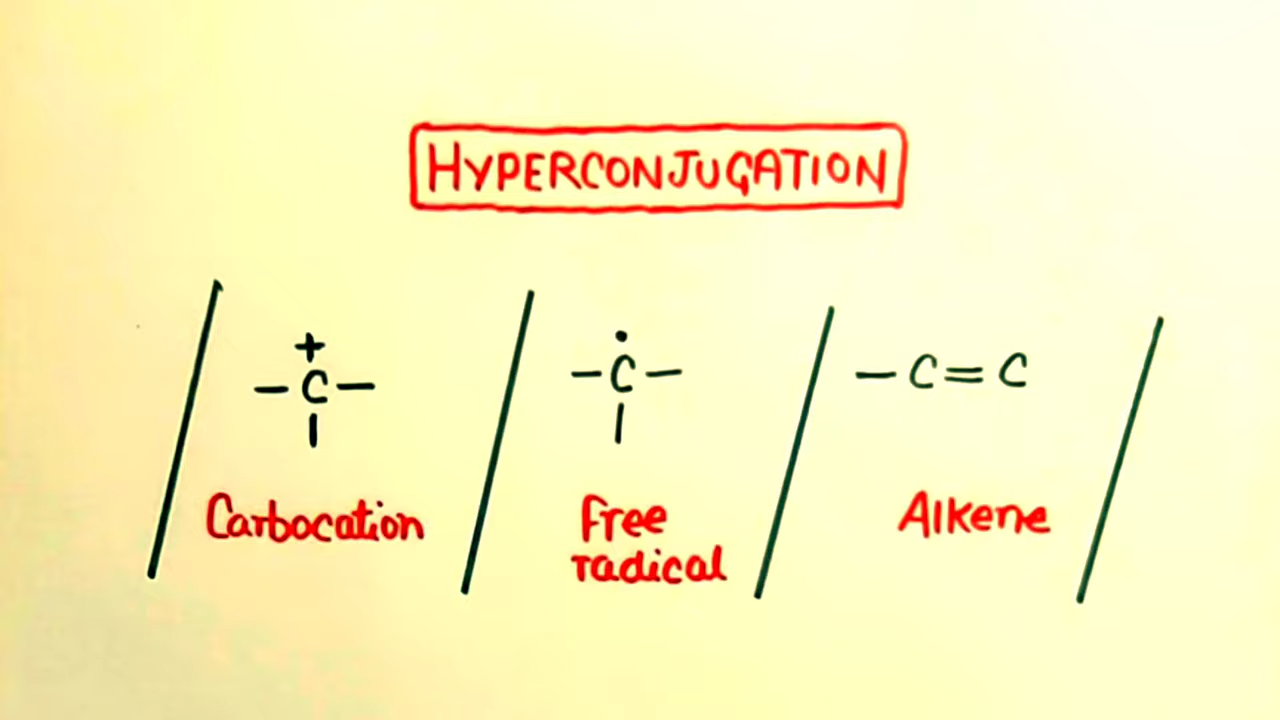 HYPERCONJUGATION
+
–C–
|
Carbocation
•
–C–
|
Free
radical
–C=C
Alkene